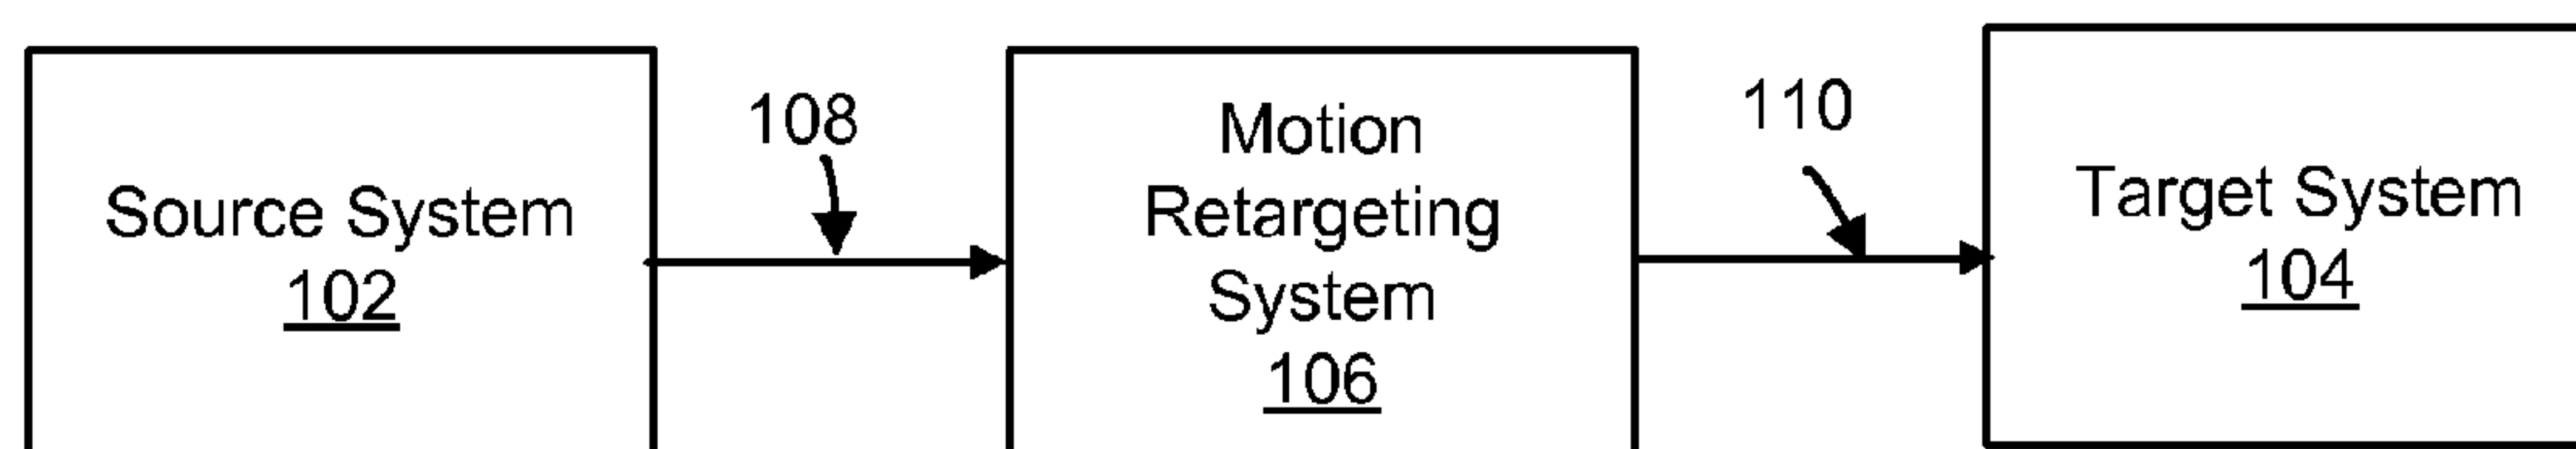 Source System
102
108
Motion
Retargeting
System
106
110
Target System
104